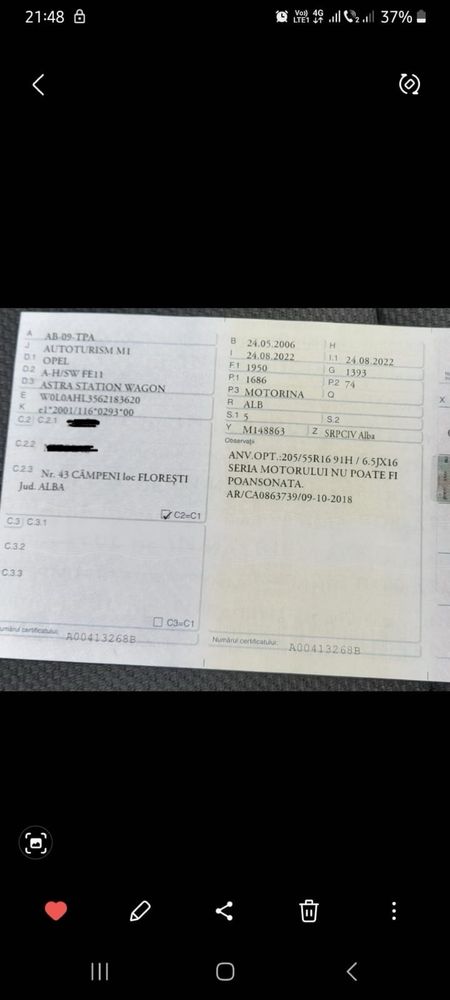 21:48
Vo)) 4G LTE1 2 37%
A AB-09-TPA
J AUTOTURISM M1
D.1 OPEL
D.2 A-H/SW FE11
D.3 ASTRA STATION WAGON
E W0L0AHL3562183620
K e1*2001/116*0293*00
C.2 C.2.1
C.2.2
C.2.3 Nr. 43 CÂMPENI loc FLOREȘTI
Jud. ALBA
C2=C1
C.3 C.3.1
C.3.2
C.3.3
C3=C1
Numărul certificatului: A00413268B
B 24.05.2006 H
I 24.08.2022 I.1 24.08.2022
F.1 1950 G 1393
P.1 1686 P.2 74
P.3 MOTORINA Q
R ALB
S.1 5 S.2
Y M148863 Z SRPCIV Alba
Observații
ANV.OPT.:205/55R16 91H / 6.5JX16
SERIA MOTORULUI NU POATE FI
POANSONATA.
AR/CA0863739/09-10-2018
Numărul certificatului: A00413268B
X